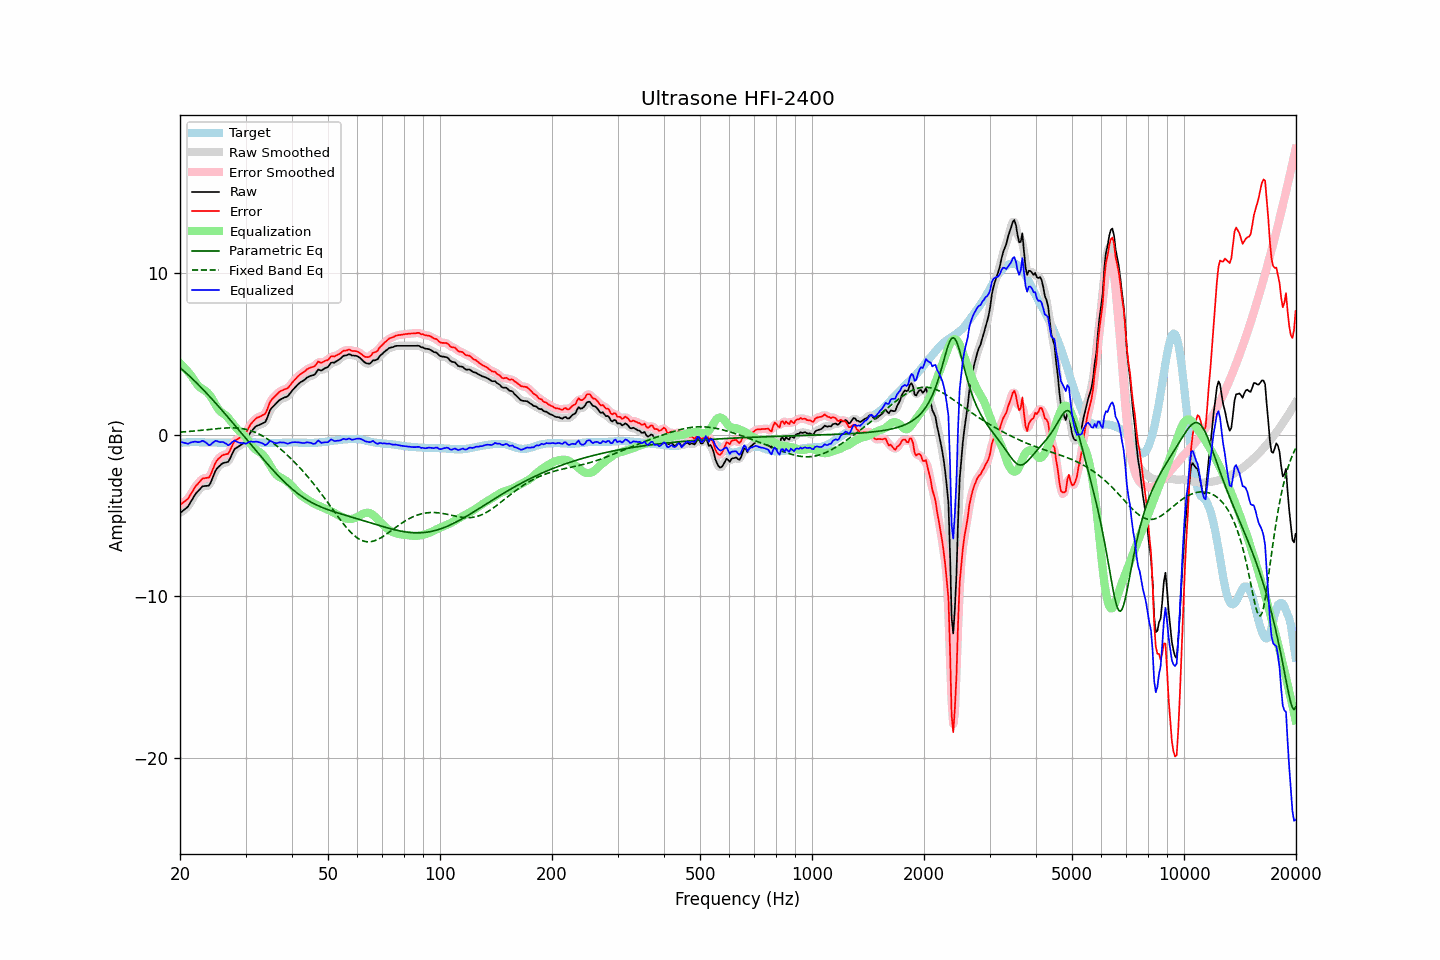 Ultrasone HFI-2400
Target
Raw Smoothed
Error Smoothed
Raw
Error
Equalization
Parametric Eq
Fixed Band Eq
Equalized
Amplitude (dBr)
10
0
−10
−20
20
50
100
200
500
1000
2000
5000
10000
20000
Frequency (Hz)